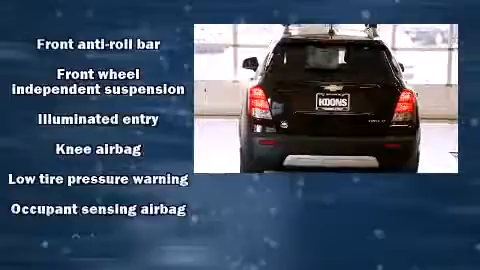 Front anti-roll bar
Front wheel
independent suspension
Illuminated entry
Knee airbag
Low tire pressure warning
Occupant sensing airbag
KOONS